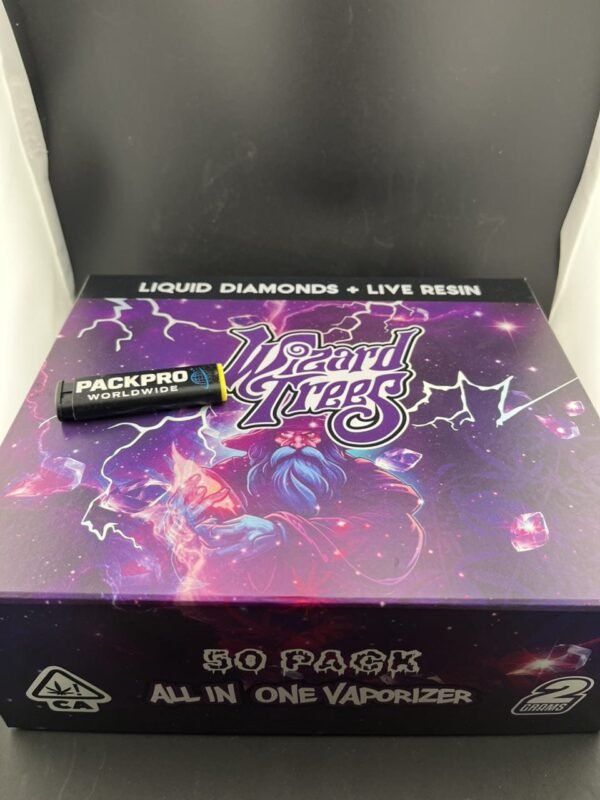 LIQUID DIAMONDS + LIVE RESIN
Wizard
Trees
PACKPRO
WORLDWIDE
50 PACK
ALL IN ONE VAPORIZER
CA
2
GRAMS